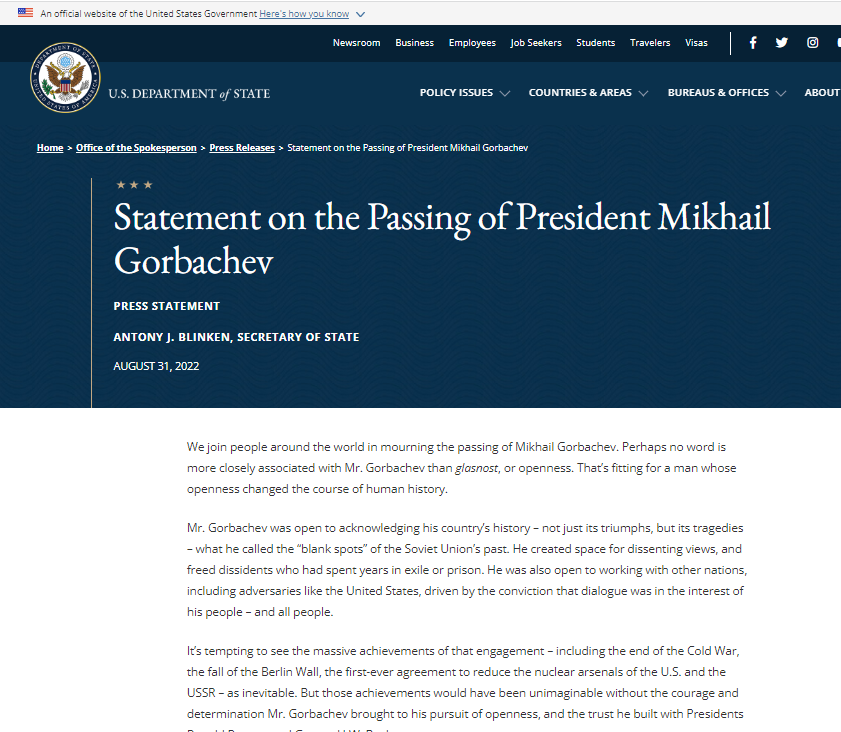 An official website of the United States Government Here's how you know
Newsroom Business Employees Job Seekers Students Travelers Visas
U.S. DEPARTMENT of STATE
POLICY ISSUES COUNTRIES & AREAS BUREAUS & OFFICES ABOUT
Home > Office of the Spokesperson > Press Releases > Statement on the Passing of President Mikhail Gorbachev
Statement on the Passing of President Mikhail
Gorbachev
PRESS STATEMENT
ANTONY J. BLINKEN, SECRETARY OF STATE
AUGUST 31, 2022
We join people around the world in mourning the passing of Mikhail Gorbachev. Perhaps no word is
more closely associated with Mr. Gorbachev than glasnost, or openness. That’s fitting for a man whose
openness changed the course of human history.
Mr. Gorbachev was open to acknowledging his country’s history – not just its triumphs, but its tragedies
– what he called the “blank spots” of the Soviet Union’s past. He created space for dissenting views, and
freed dissidents who had spent years in exile or prison. He was also open to working with other nations,
including adversaries like the United States, driven by the conviction that dialogue was in the interest of
his people – and all people.
It’s tempting to see the massive achievements of that engagement – including the end of the Cold War,
the fall of the Berlin Wall, the first-ever agreement to reduce the nuclear arsenals of the U.S. and the
USSR – as inevitable. But those achievements would have been unimaginable without the courage and
determination Mr. Gorbachev brought to his pursuit of openness, and the trust he built with Presidents